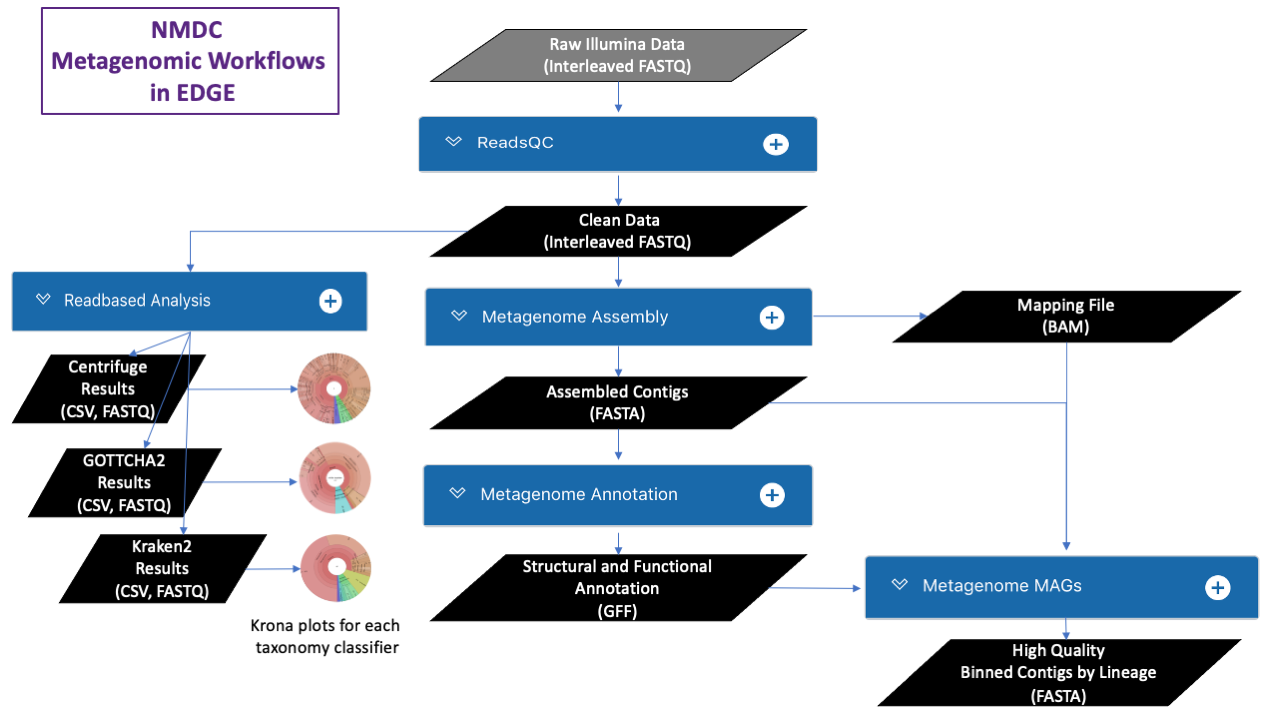 NMDC
Metagenomic Workflows
in EDGE
Raw Illumina Data
(Interleaved FASTQ)
ReadsQC
Clean Data
(Interleaved FASTQ)
Readbased Analysis
Metagenome Assembly
Mapping File
(BAM)
Centrifuge
Results
(CSV, FASTQ)
Assembled Contigs
(FASTA)
GOTTCHA2
Results
(CSV, FASTQ)
Metagenome Annotation
Kraken2
Results
(CSV, FASTQ)
Structural and Functional
Annotation
(GFF)
Metagenome MAGs
Krona plots for each
taxonomy classifier
High Quality
Binned Contigs by Lineage
(FASTA)